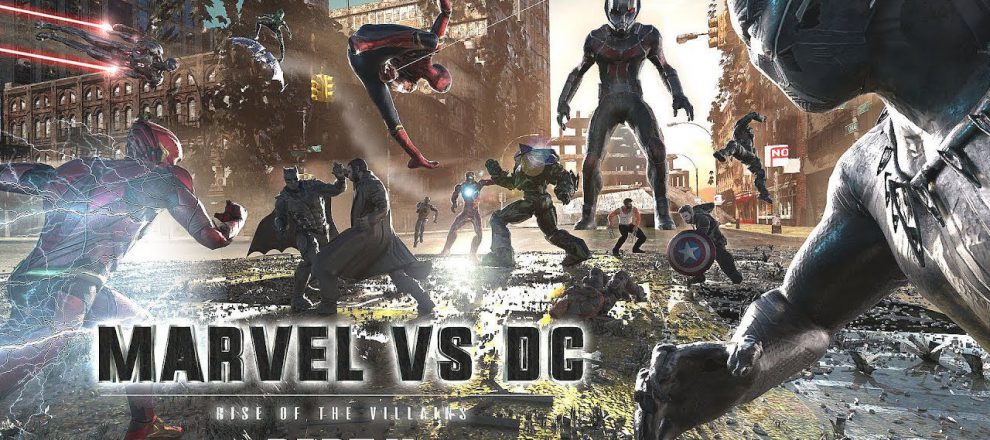 MARVEL VS DC
RISE OF THE VILLAINS
NO